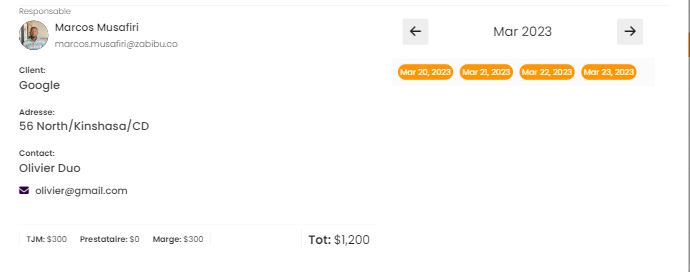 Responsable
Marcos Musafiri
marcos.musafiri@zabibu.co
Client:
Google
Adresse:
56 North/Kinshasa/CD
Contact:
Olivier Duo
olivier@gmail.com
Mar 2023
Mar 20, 2023 Mar 21, 2023 Mar 22, 2023 Mar 23, 2023
TJM: $300 Prestataire: $0 Marge: $300 Tot: $1,200